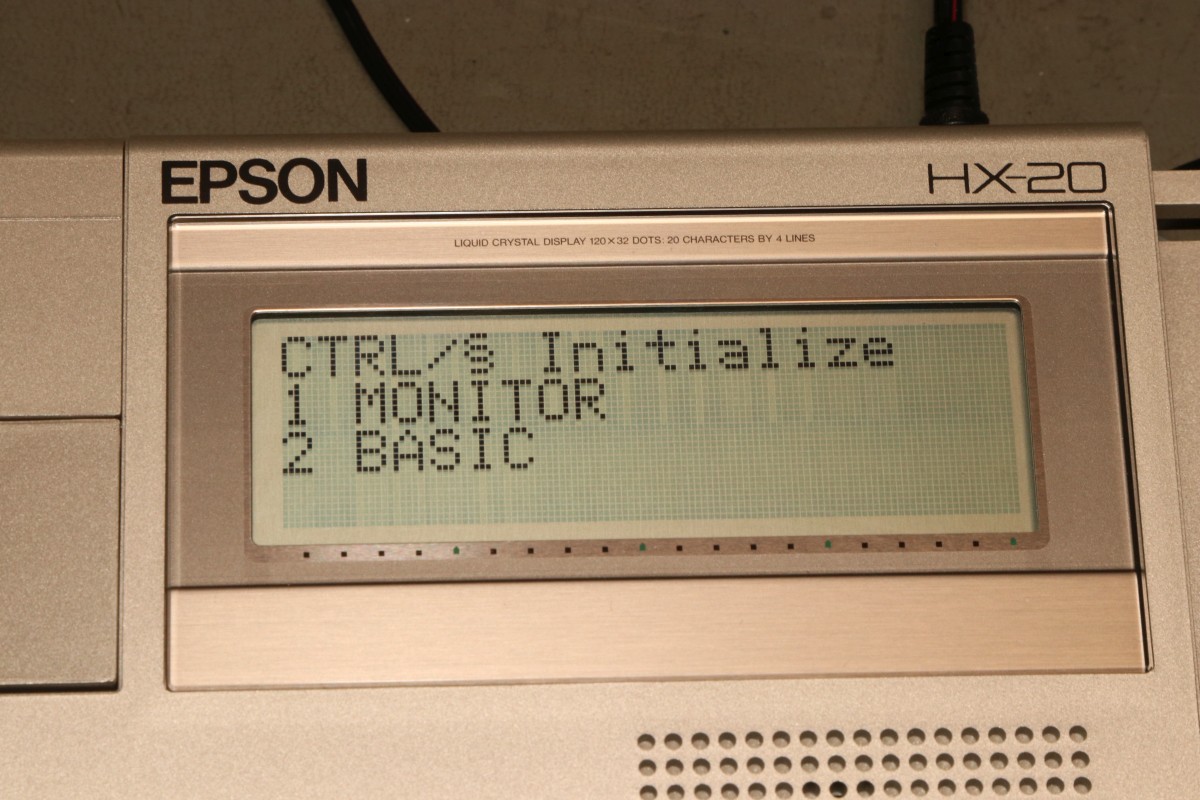 EPSON HX-20
LIQUID CRYSTAL DISPLAY 120×32 DOTS: 20 CHARACTERS BY 4 LINES
CTRL/§ Initialize
1 MONITOR
2 BASIC